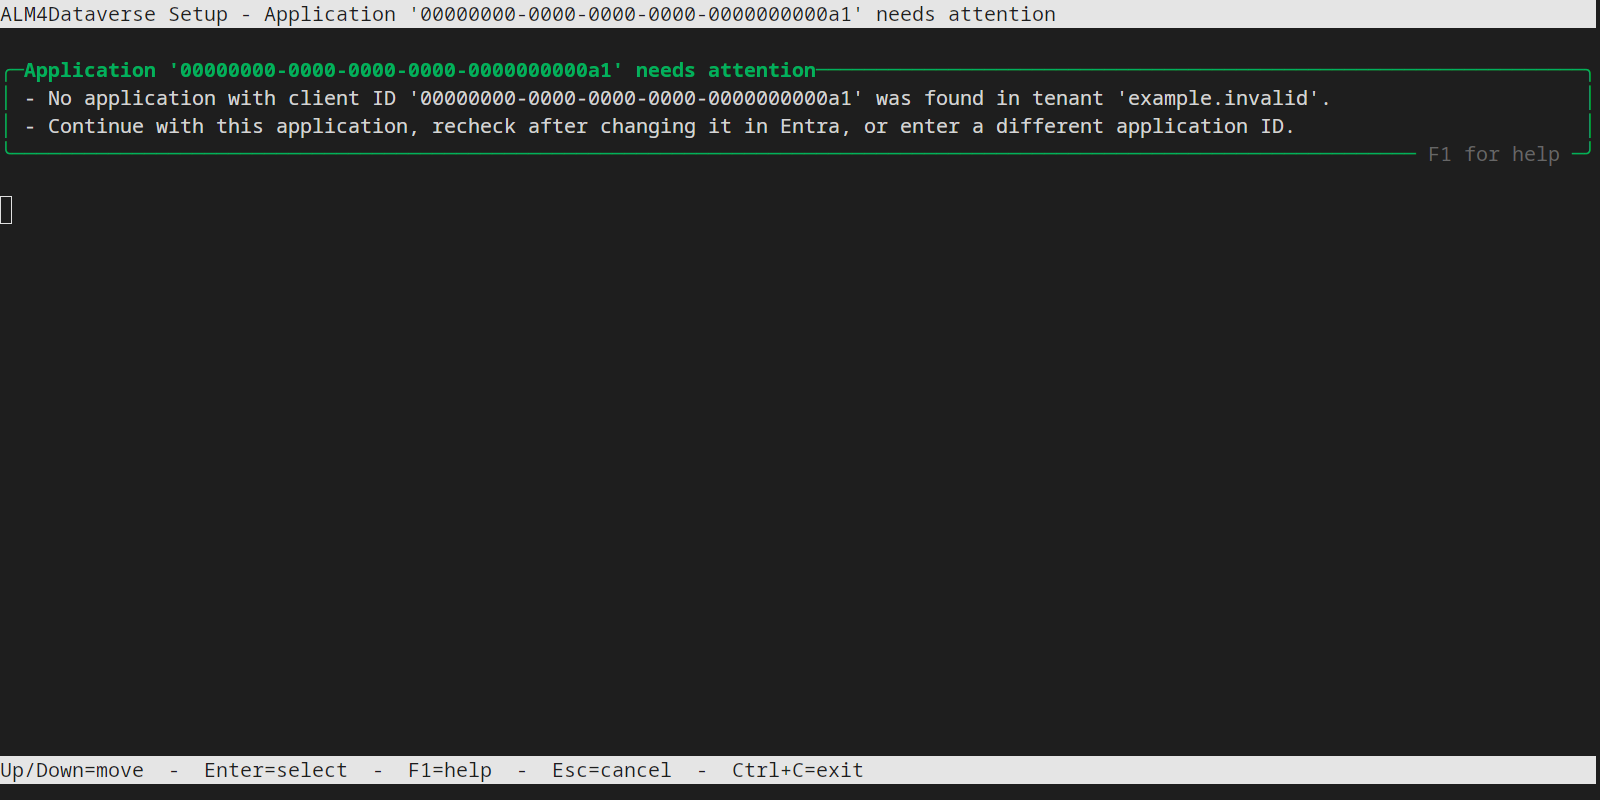 ALM4Dataverse Setup - Application '00000000-0000-0000-0000-0000000000a1' needs attention
Application '00000000-0000-0000-0000-0000000000a1' needs attention
- No application with client ID '00000000-0000-0000-0000-0000000000a1' was found in tenant 'example.invalid'.
- Continue with this application, recheck after changing it in Entra, or enter a different application ID.
F1 for help
Up/Down=move  -  Enter=select  -  F1=help  -  Esc=cancel  -  Ctrl+C=exit